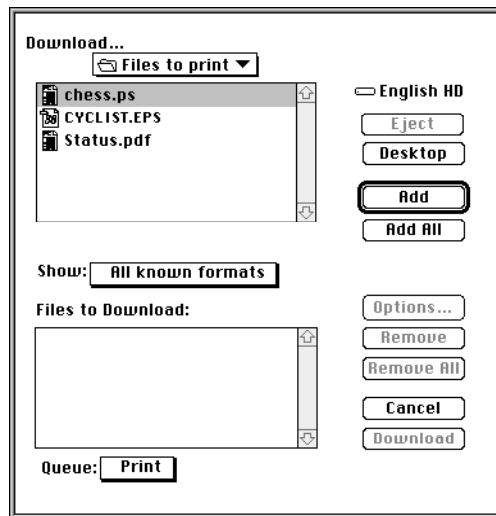 Download...
Files to print
chess.ps
English HD
CYCLIST.EPS
Eject
Status.pdf
Desktop
Add
Add All
Show: All known formats
Files to Download:
Options...
Remove
Remove All
Cancel
Download
Queue: Print